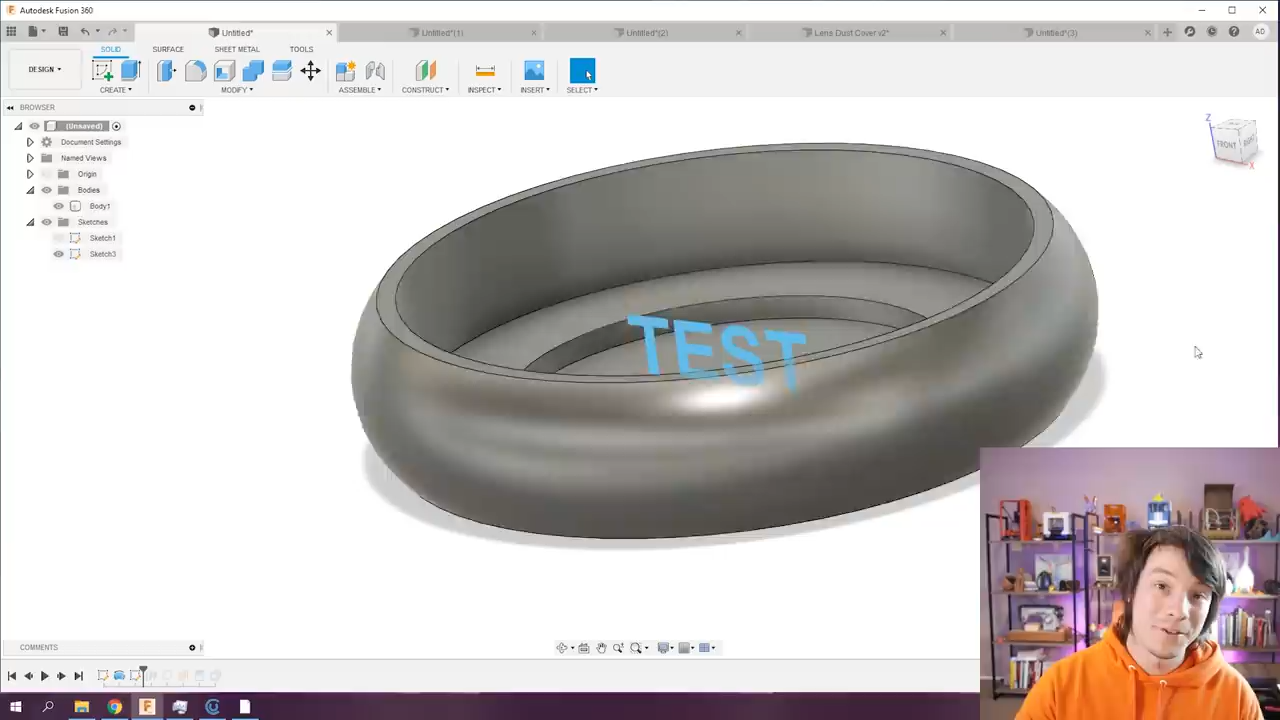 Autodesk Fusion 360
Untitled*
Untitled*(1)
Untitled*(2)
Lens Dust Cover v2*
Untitled*(3)
AD
SOLID
SURFACE
SHEET METAL
TOOLS
DESIGN
CREATE
MODIFY
ASSEMBLE
CONSTRUCT
INSPECT
INSERT
SELECT
BROWSER
(Unsaved)
Document Settings
Named Views
Origin
Bodies
Body1
Sketches
Sketch1
Sketch3
Z
FRONT
RIGHT
X
TEST
COMMENTS